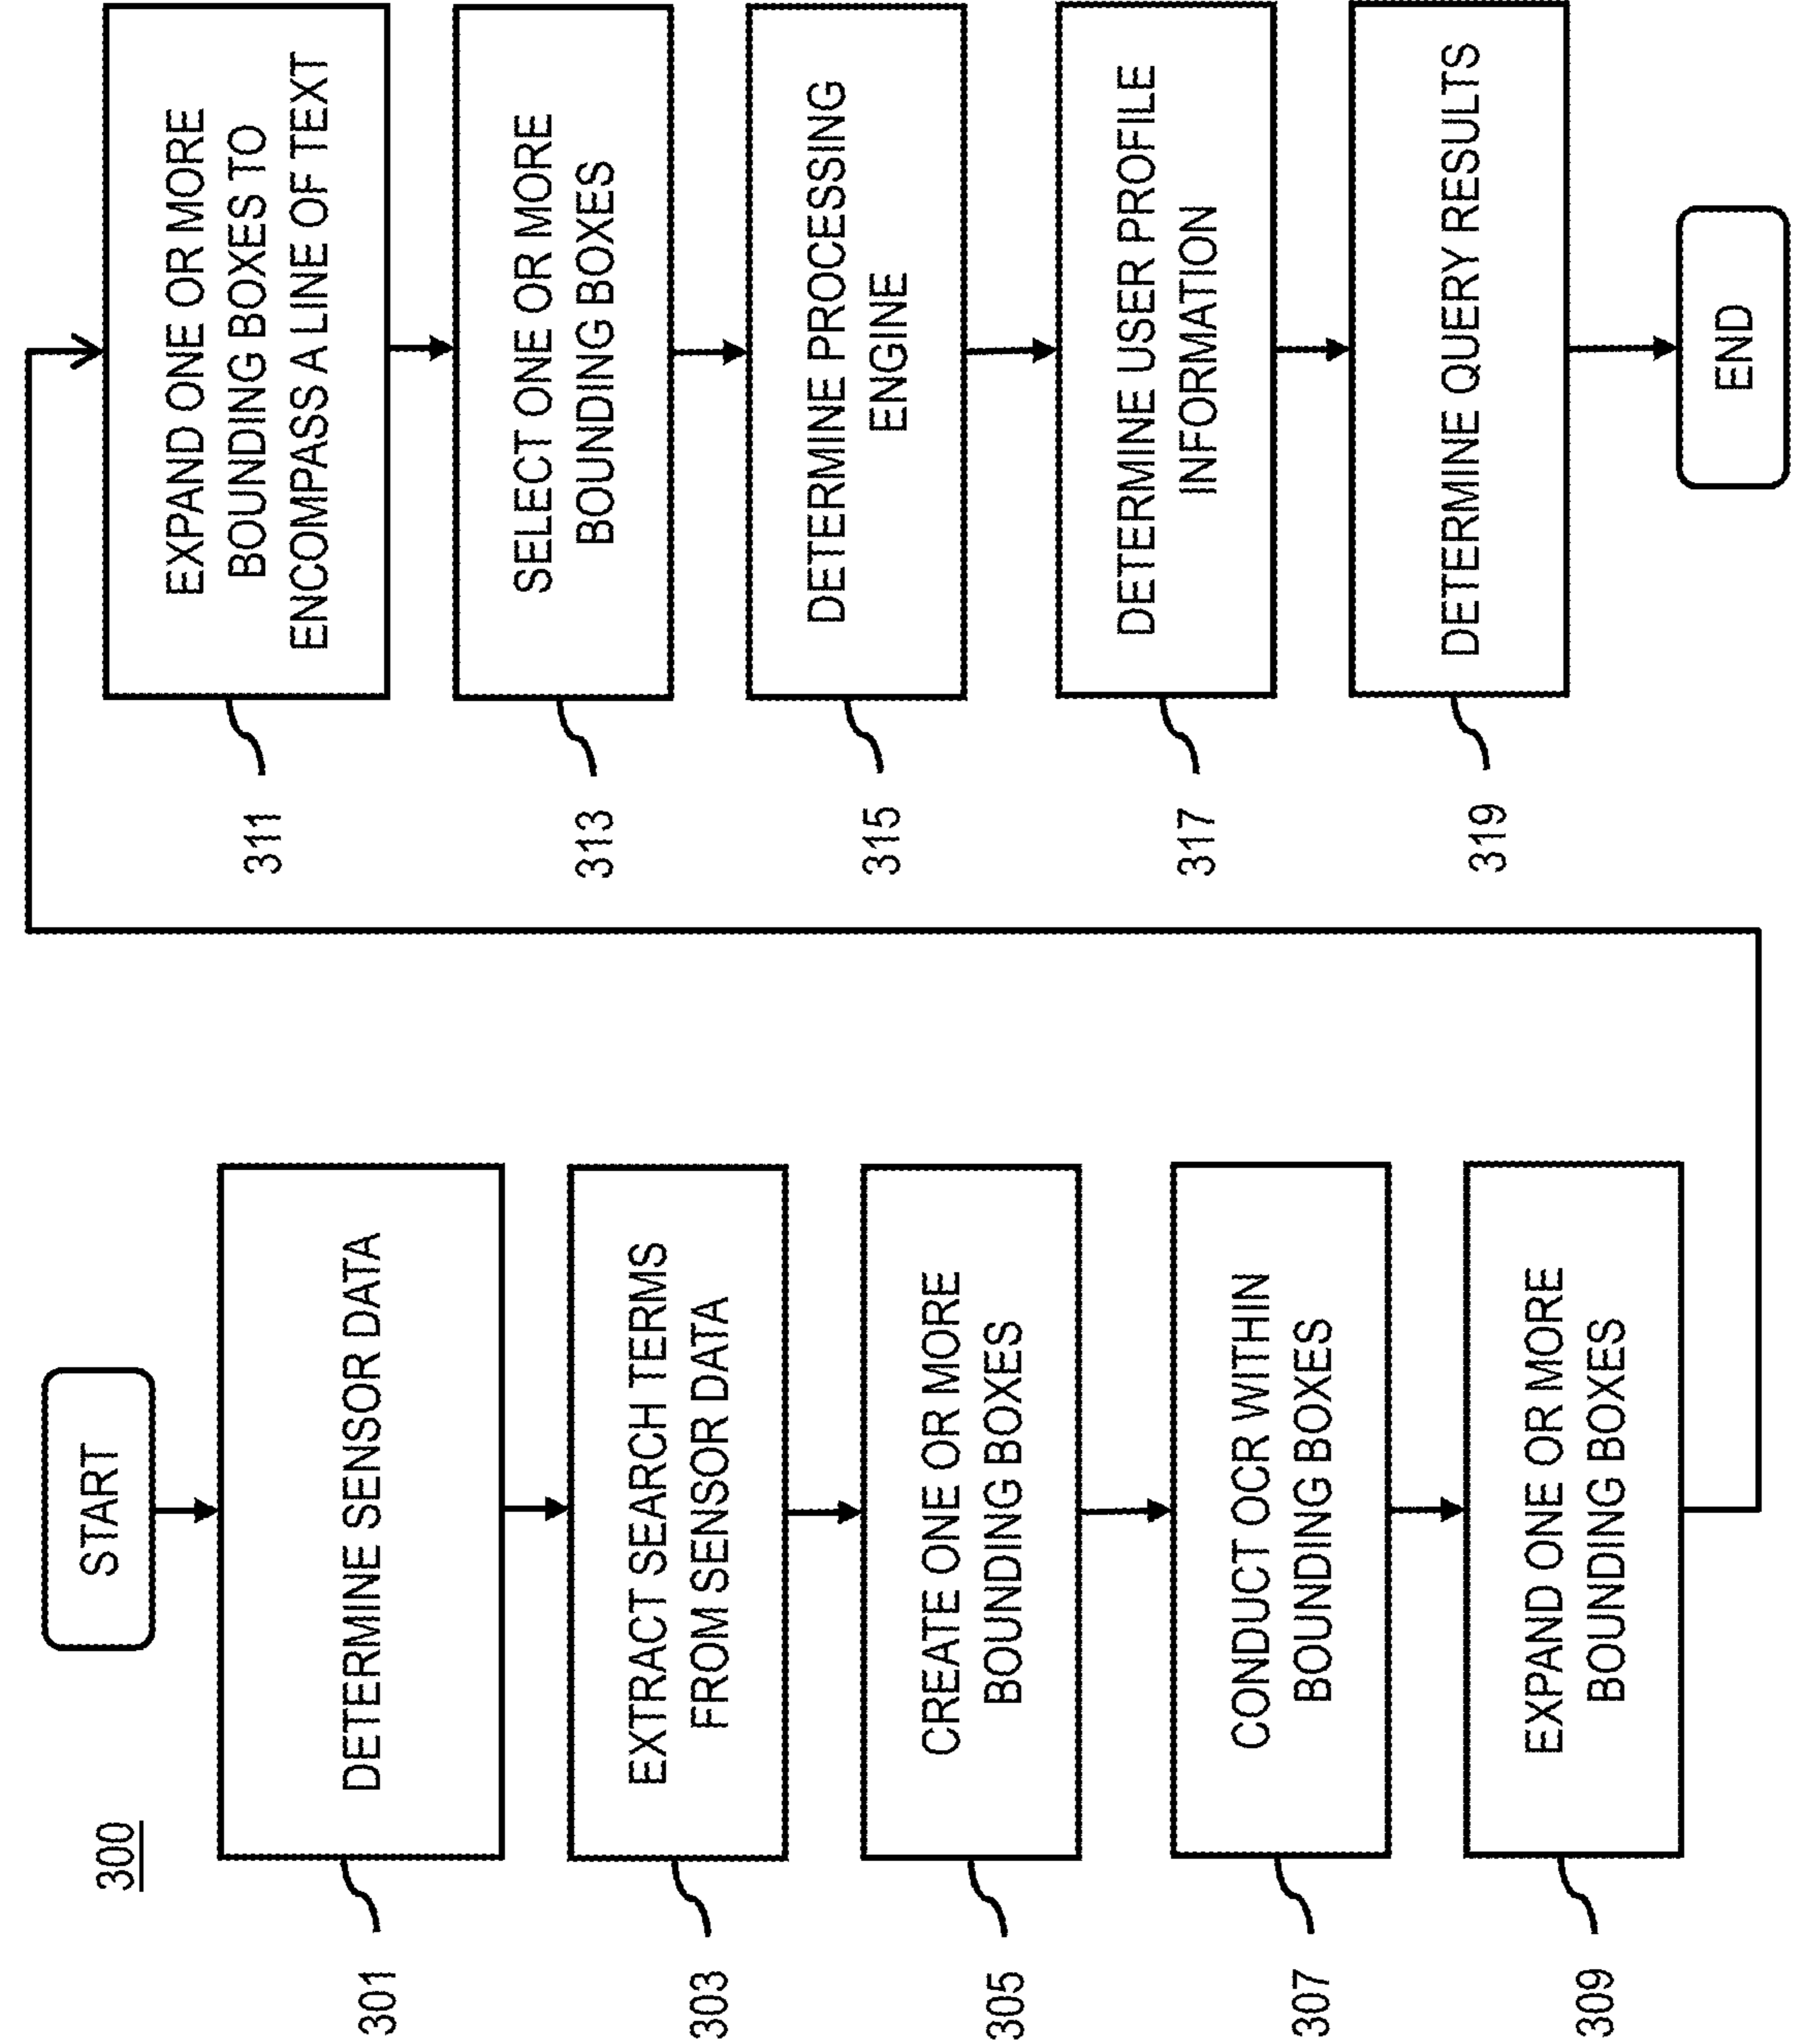 300
START
301
DETERMINE SENSOR DATA
303
EXTRACT SEARCH TERMS
FROM SENSOR DATA
305
CREATE ONE OR MORE
BOUNDING BOXES
307
CONDUCT OCR WITHIN
BOUNDING BOXES
309
EXPAND ONE OR MORE
BOUNDING BOXES
311
EXPAND ONE OR MORE
BOUNDING BOXES TO
ENCOMPASS A LINE OF TEXT
313
SELECT ONE OR MORE
BOUNDING BOXES
315
DETERMINE PROCESSING
ENGINE
317
DETERMINE USER PROFILE
INFORMATION
319
DETERMINE QUERY RESULTS
END